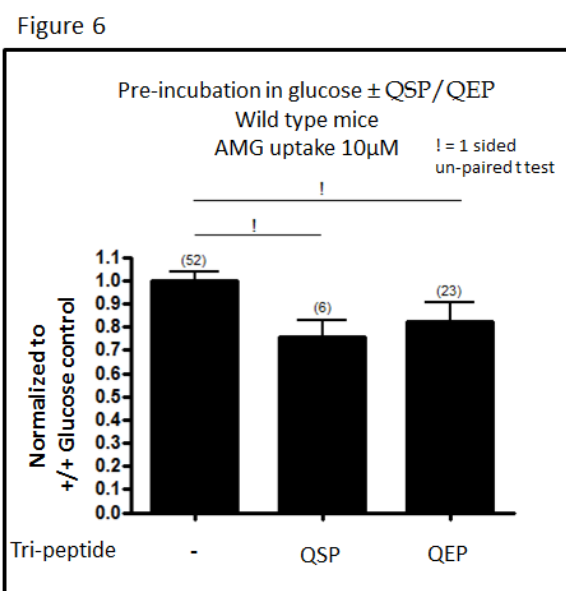 Figure 6
Pre-incubation in glucose ± QSP/QEP
Wild type mice
AMG uptake 10µM
! = 1 sided
un-paired t test
!
!
Normalized to
+/+ Glucose control
1.1
1.0
0.9
0.8
0.7
0.6
0.5
0.4
0.3
0.2
0.1
0.0
(52)
(6)
(23)
Tri-peptide - QSP QEP